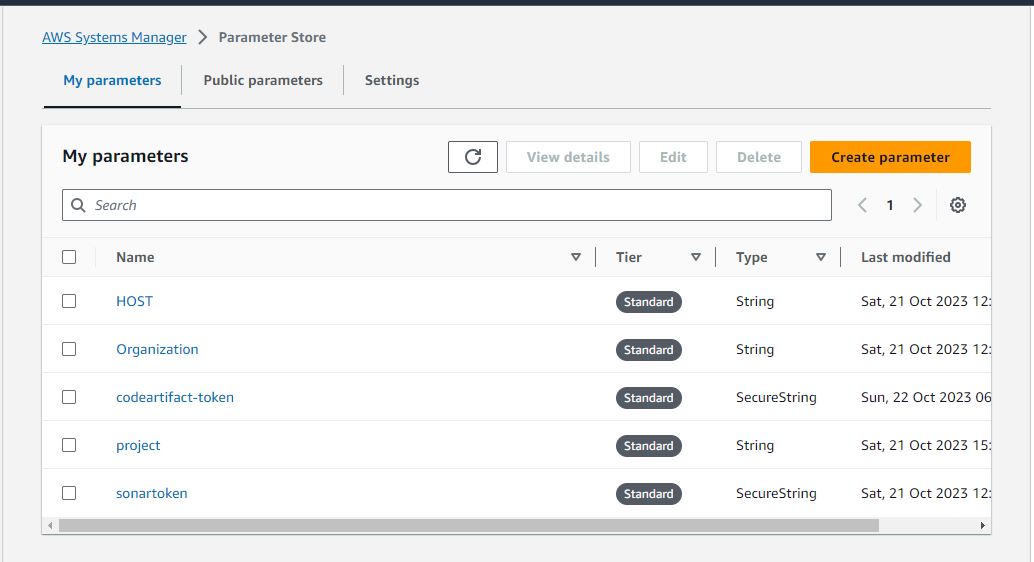 AWS Systems Manager > Parameter Store
My parameters Public parameters Settings
My parameters View details Edit Delete Create parameter
Search 1
Name Tier Type Last modified
HOST Standard String Sat, 21 Oct 2023 12:
Organization Standard String Sat, 21 Oct 2023 12:
codeartifact-token Standard SecureString Sun, 22 Oct 2023 06
project Standard String Sat, 21 Oct 2023 15:
sonartoken Standard SecureString Sat, 21 Oct 2023 12: